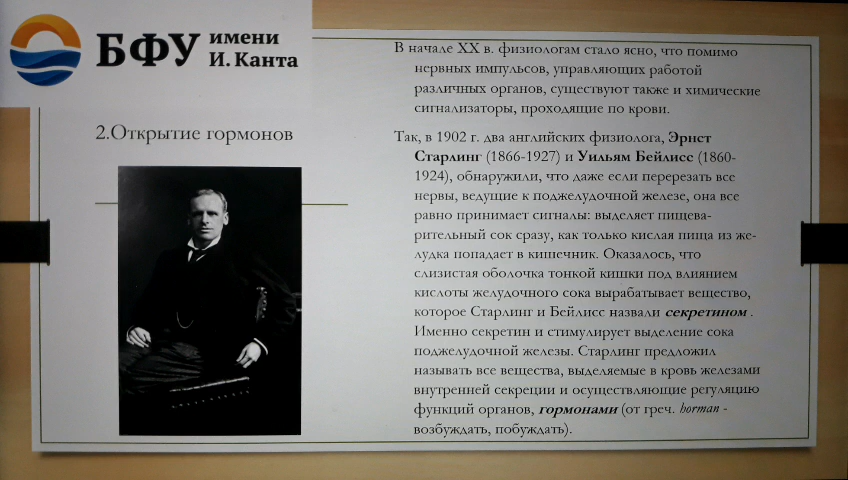 БФУ имени
И. Канта
2.Открытие гормонов
В начале XX в. физиологам стало ясно, что помимо
нервных импульсов, управляющих работой
различных органов, существуют также и химические
сигнализаторы, проходящие по крови.
Так, в 1902 г. два английских физиолога, Эрнст
Старлинг (1866-1927) и Уильям Бейлисс (1860-
1924), обнаружили, что даже если перерезать все
нервы, ведущие к поджелудочной железе, она все
равно принимает сигналы: выделяет пищева-
рительный сок сразу, как только кислая пища из же-
лудка попадает в кишечник. Оказалось, что
слизистая оболочка тонкой кишки под влиянием
кислоты желудочного сока вырабатывает вещество,
которое Старлинг и Бейлисс назвали секретином .
Именно секретин и стимулирует выделение сока
поджелудочной железы. Старлинг предложил
называть все вещества, выделяемые в кровь железами
внутренней секреции и осуществляющие регуляцию
функций органов, гормонами (от греч. horman -
возбуждать, побуждать).